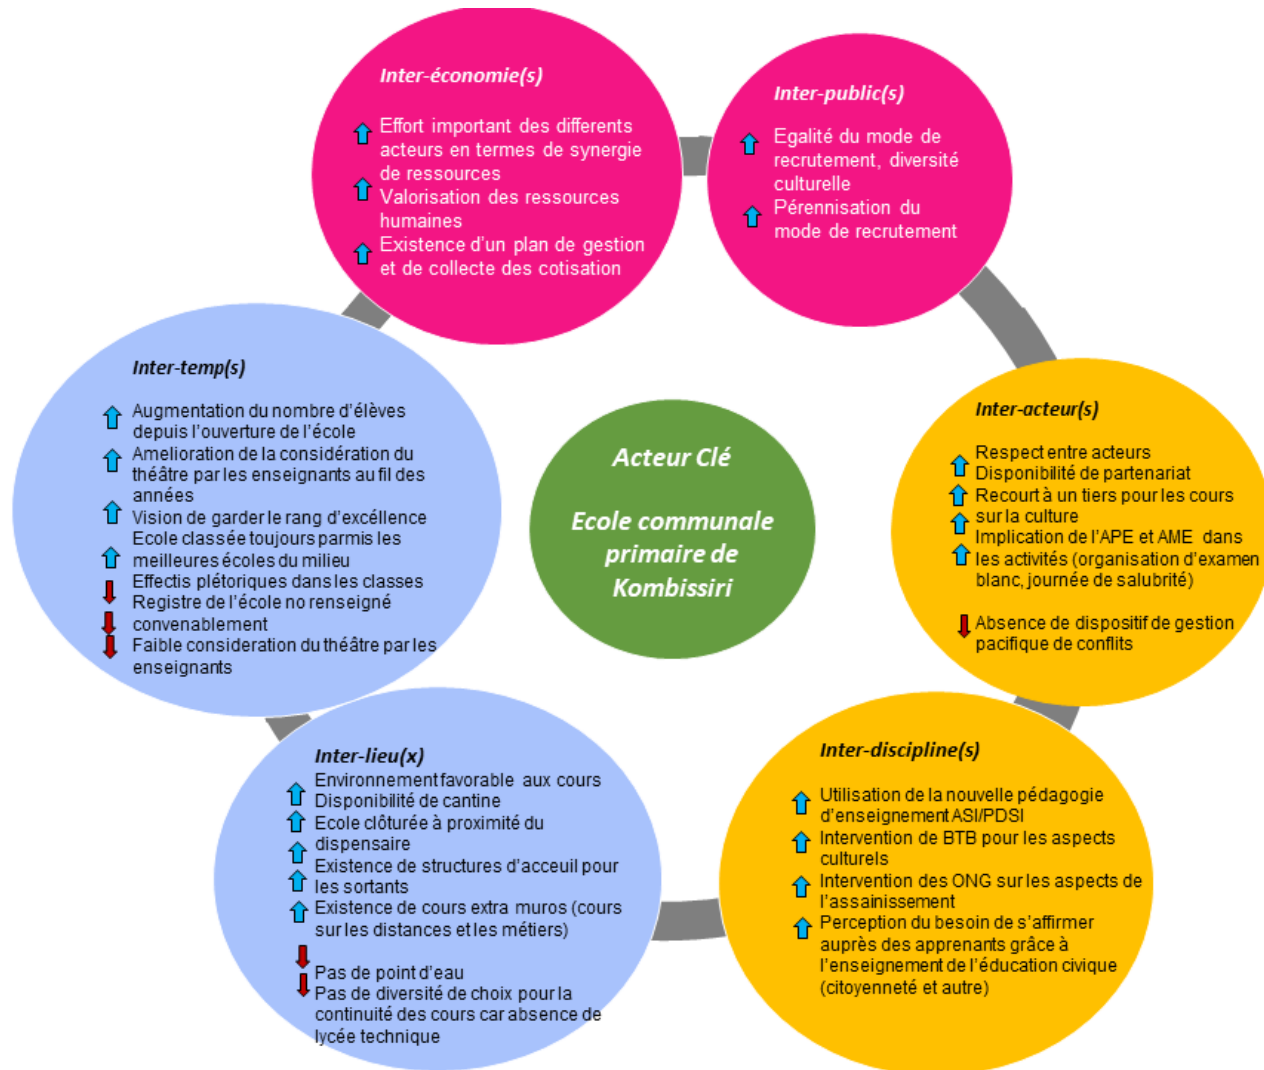 Inter-économie(s)
Effort important des differents
acteurs en termes de synergie
de ressources
Valorisation des ressources
humaines
Existence d'un plan de gestion
et de collecte des cotisation
Inter-public(s)
Egalité du mode de
recrutement, diversité
culturelle
Pérennisation du
mode de recrutement
Inter-temp(s)
Augmentation du nombre d'élèves
depuis l'ouverture de l'école
Amelioration de la considération du
théâtre par les enseignants au fil des
années
Vision de garder le rang d'excéllence
Ecole classée toujours parmis les
meilleures écoles du milieu
Effectis plétoriques dans les classes
Registre de l'école no renseigné
convenablement
Faible consideration du théâtre par les
enseignants
Acteur Clé
Ecole communale
primaire de
Kombissiri
Inter-acteur(s)
Respect entre acteurs
Disponibilité de partenariat
Recourt à un tiers pour les cours
sur la culture
Implication de l'APE et AME dans
les activités (organisation d'examen
blanc, journée de salubrité)
Absence de dispositif de gestion
pacifique de conflits
Inter-lieu(x)
Environnement favorable aux cours
Disponibilité de cantine
Ecole clôturée à proximité du
dispensaire
Existence de structures d'acceuil pour
les sortants
Existence de cours extra muros (cours
sur les distances et les métiers)
Pas de point d'eau
Pas de diversité de choix pour la
continuité des cours car absence de
lycée technique
Inter-discipline(s)
Utilisation de la nouvelle pédagogie
d'enseignement ASI/PDSI
Intervention de BTB pour les aspects
culturels
Intervention des ONG sur les aspects de
l'assainissement
Perception du besoin de s'affirmer
auprès des apprenants grâce à
l'enseignement de l'éducation civique
(citoyenneté et autre)